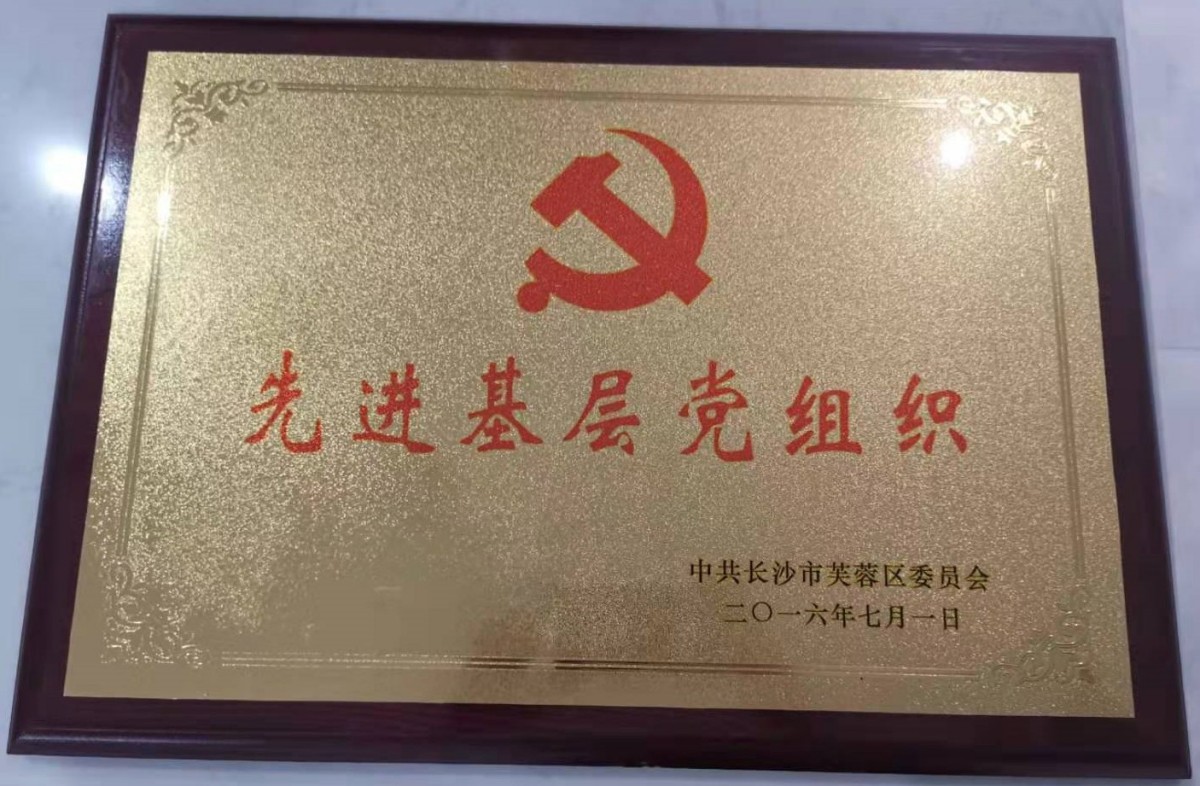 先进基层党组织
中共长沙市芙蓉区委员会
二〇一六年七月一日